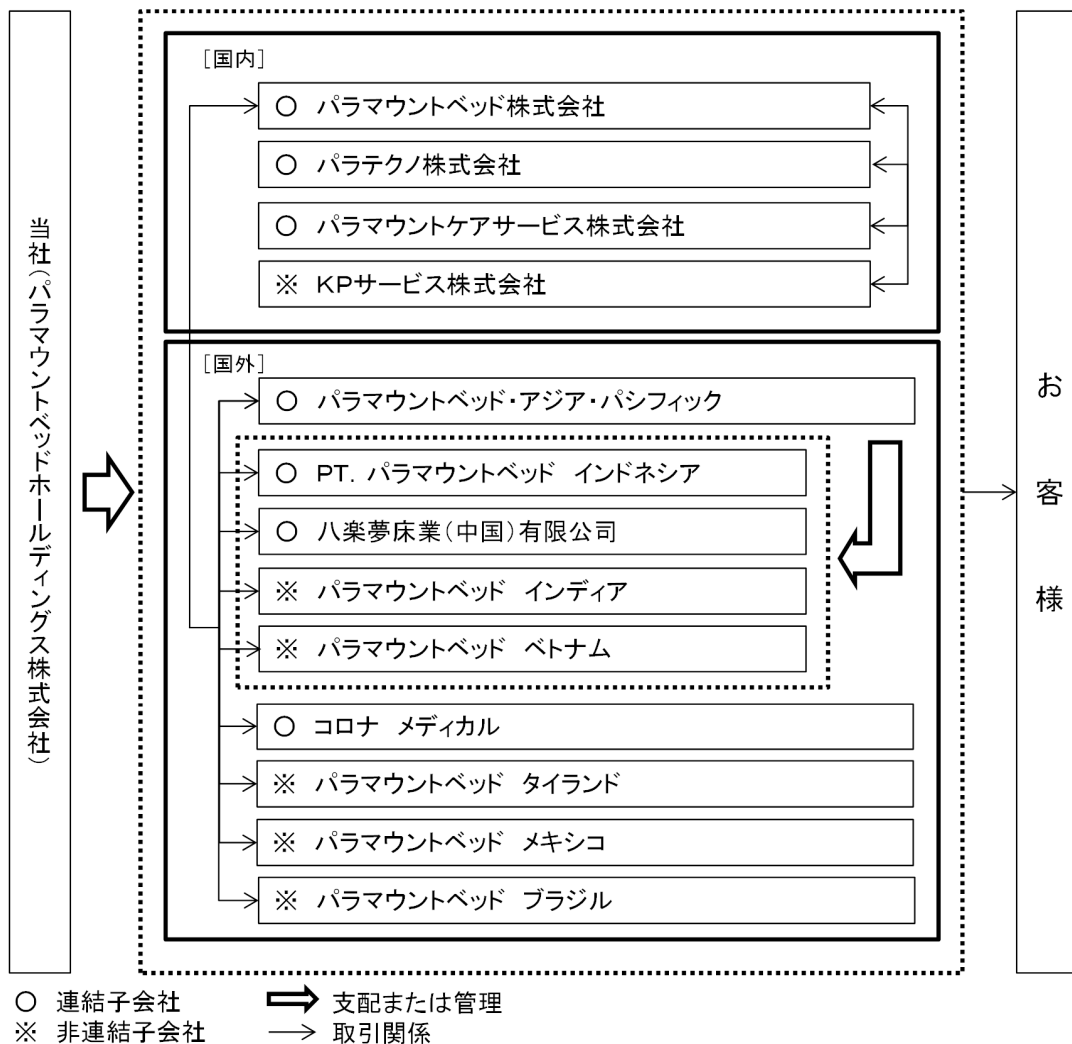 当社(パラマウントベッドホールディングス株式会社)
[国内]
○ パラマウントベッド株式会社
○ パラテクノ株式会社
○ パラマウントケアサービス株式会社
※ KPサービス株式会社
[国外]
○ パラマウントベッド・アジア・パシフィック
○ PT. パラマウントベッド インドネシア
○ 八楽夢床業(中国)有限公司
※ パラマウントベッド インディア
※ パラマウントベッド ベトナム
○ コロナ メディカル
※ パラマウントベッド タイランド
※ パラマウントベッド メキシコ
※ パラマウントベッド ブラジル
お客様
○ 連結子会社
※ 非連結子会社
支配または管理
取引関係